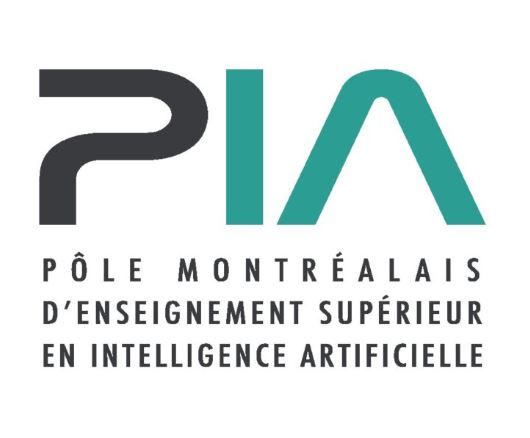 PIA
PÔLE MONTRÉALAIS
D'ENSEIGNEMENT SUPÉRIEUR
EN INTELLIGENCE ARTIFICIELLE